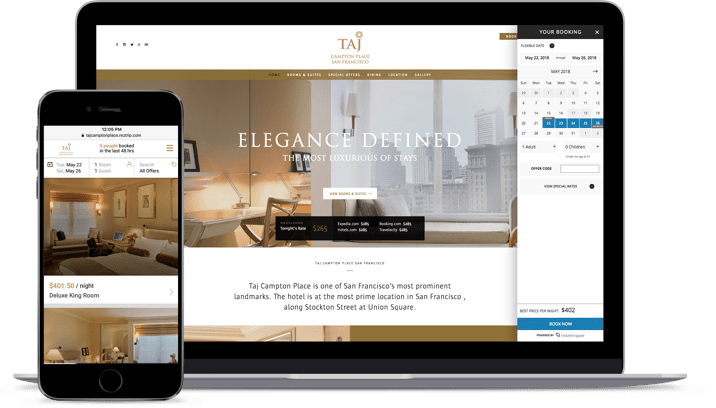 12:05 PM
tajcamptonplace.reztrip.com
TAJ
5 people booked
in the last 48 hrs
Tue, May 22
Sat, May 26
1 Room
1 Guest
Search
All Offers
$401.50 / night
Deluxe King Room
TAJ
CAMPTON PLACE
SAN FRANCISCO
HOME ROOMS & SUITES SPECIAL OFFERS DINING LOCATION GALLERY
ELEGANCE DEFINED
THE MOST LUXURIOUS OF STAYS
VIEW ROOMS & SUITES
Tonight's Rate $265
Expedia.com $285 Booking.com $285
Hotels.com $285 Travelocity $285
TAJ CAMPTON PLACE SAN FRANCISCO
Taj Campton Place is one of San Francisco's most prominent
landmarks. The hotel is at the most prime location in San Francisco ,
along Stockton Street at Union Square.
YOUR BOOKING
FLEXIBLE DATE
May 22, 2018 May 26, 2018
MAY 2018
Sun Mon Tue Wed Thu Fri Sat
29 30 1 2 3 4 5
6 7 8 9 10 11 12
13 14 15 16 17 18 19
20 21 22 23 24 25 26
27 28 29 30 31 1 2
1 Adult 0 Children
OFFER CODE
VIEW SPECIAL RATES
BEST PRICE PER NIGHT: $402
BOOK NOW
POWERED BY traveltripper